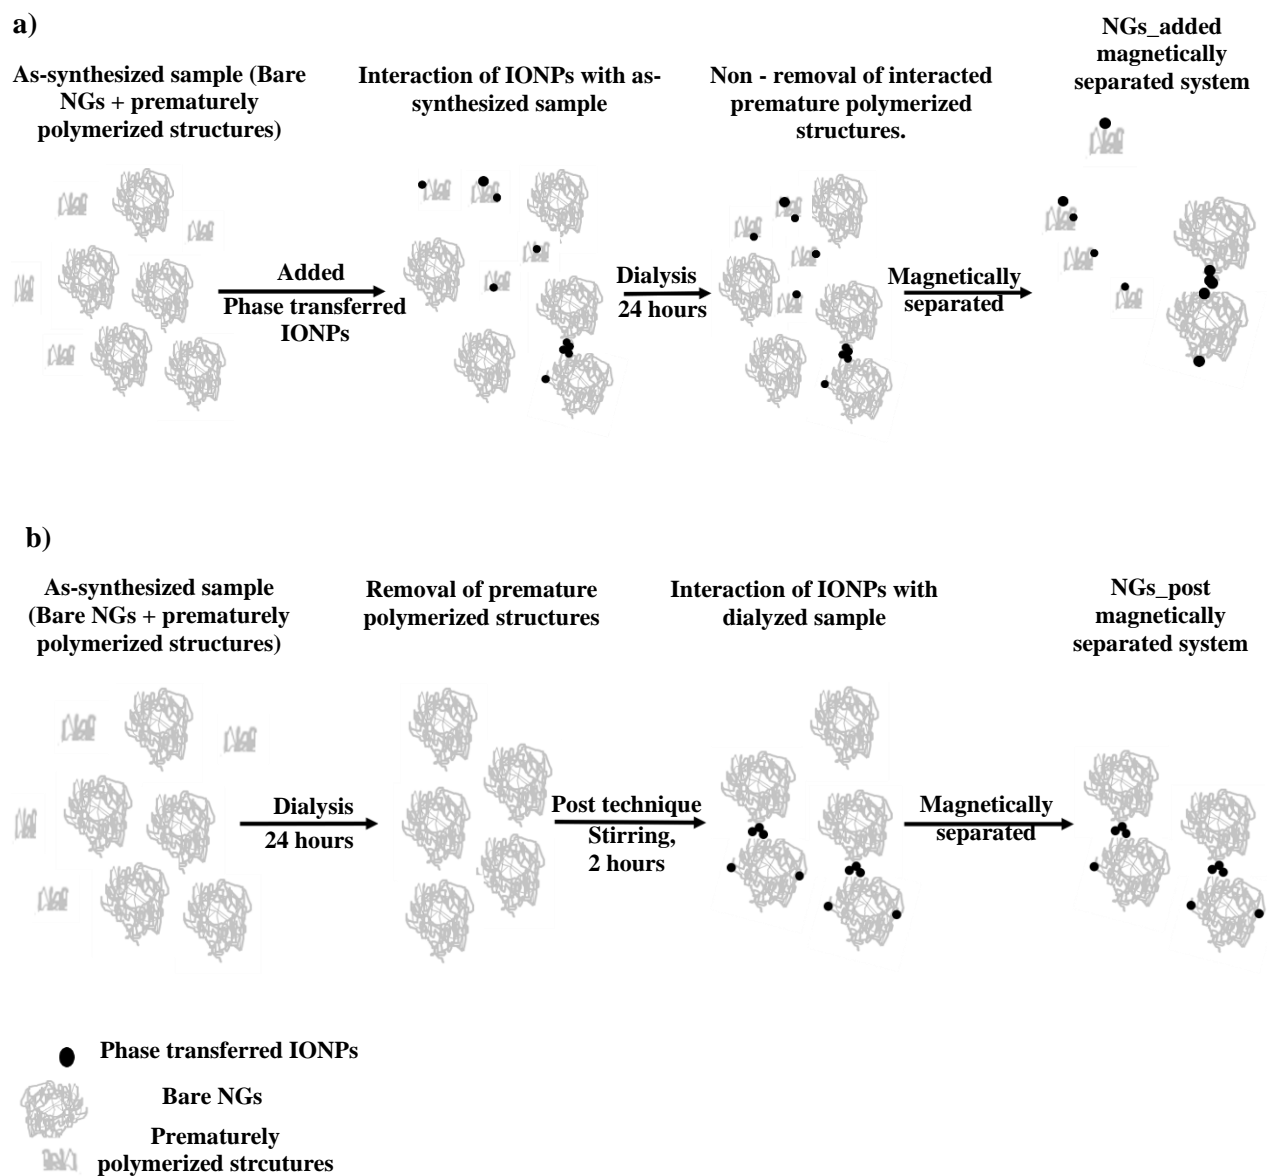 a)
As-synthesized sample (Bare
NGs + prematurely
polymerized structures)
Interaction of IONPs with as-
synthesized sample
Non - removal of interacted
premature polymerized
structures.
NGs_added
magnetically
separated system
Added
Phase transferred
IONPs
Dialysis
24 hours
Magnetically
separated
b)
As-synthesized sample
(Bare NGs + prematurely
polymerized structures)
Removal of premature
polymerized structures
Interaction of IONPs with
dialyzed sample
NGs_post
magnetically
separated system
Dialysis
24 hours
Post technique
Stirring,
2 hours
Magnetically
separated
Phase transferred IONPs
Bare NGs
Prematurely
polymerized strcutures